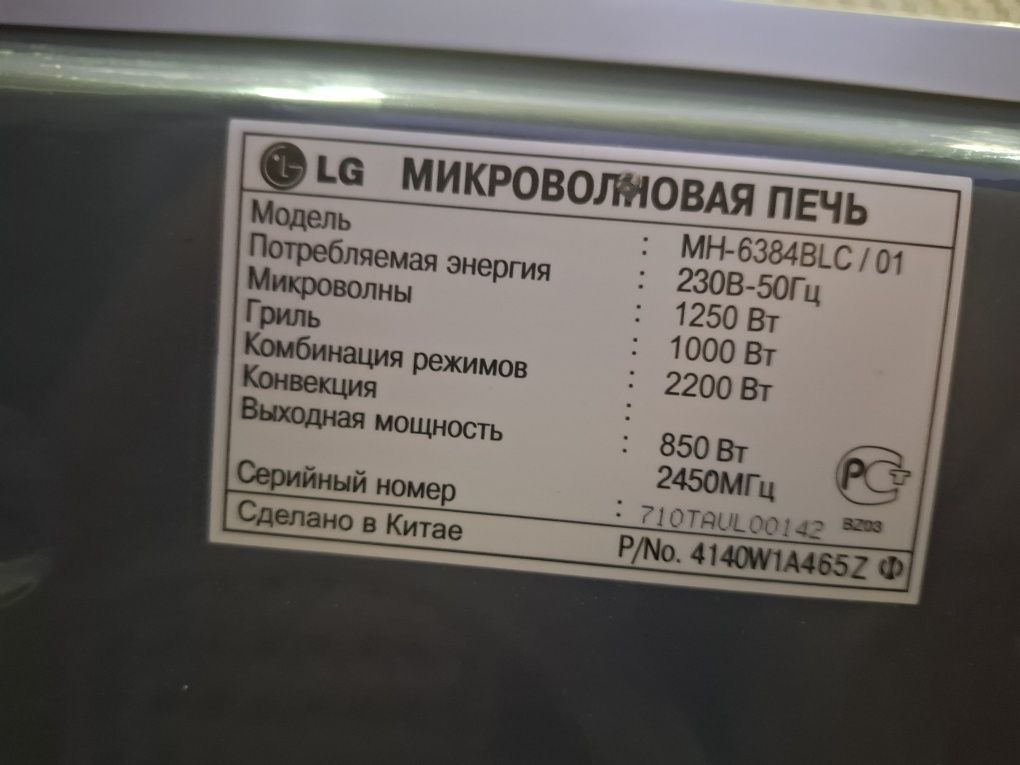 LG МИКРОВОЛНОВАЯ ПЕЧЬ
Модель : MH-6384BLC / 01
Потребляемая энергия : 230В-50Гц
Микроволны : 1250 Вт
Гриль : 1000 Вт
Комбинация режимов : 2200 Вт
Конвекция :
Выходная мощность : 850 Вт
2450МГц
Серийный номер : 710TAUL00142
РСТ
BZ03
Сделано в Китае P/No. 4140W1A465Z Ф